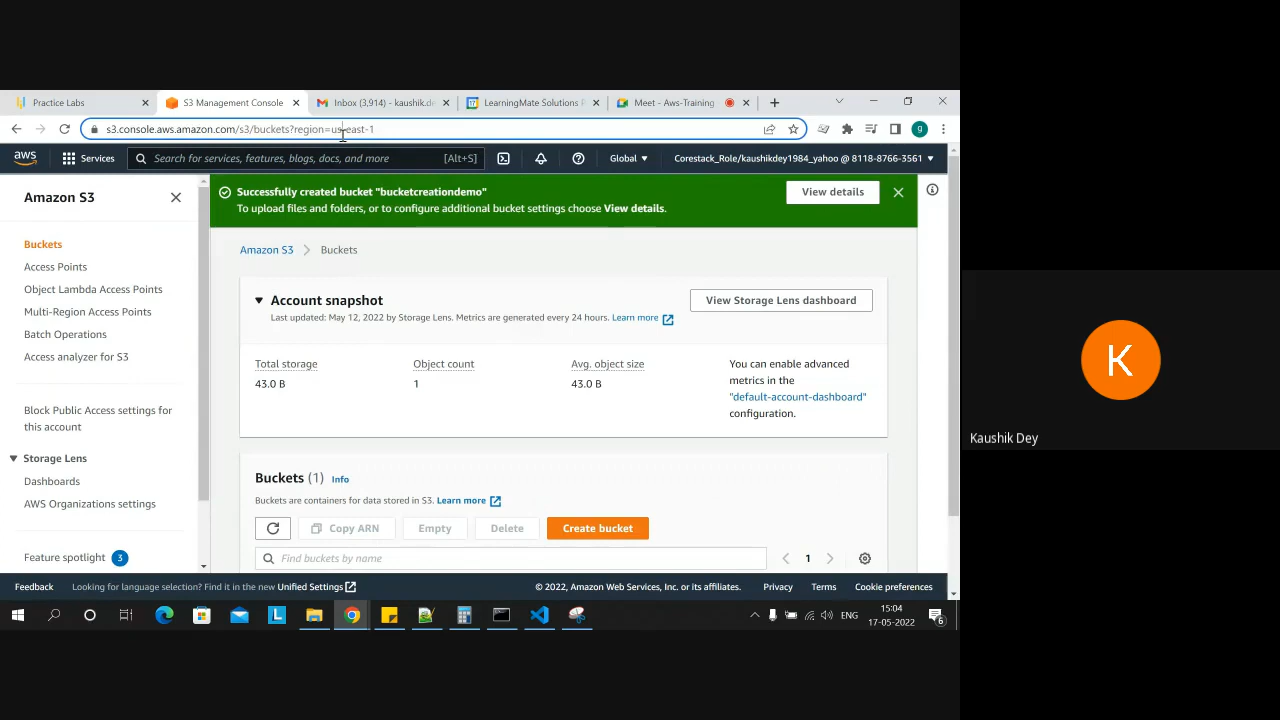 Practice Labs
S3 Management Console
Inbox (3,914) - kaushik.de
LearningMate Solutions P
Meet - Aws-Training
s3.console.aws.amazon.com/s3/buckets?region=us-east-1
g
aws
Services
Search for services, features, blogs, docs, and more
[Alt+S]
Global
Corestack_Role/kaushikdey1984_yahoo @ 8118-8766-3561
Amazon S3
Buckets
Access Points
Object Lambda Access Points
Multi-Region Access Points
Batch Operations
Access analyzer for S3
Block Public Access settings for
this account
Storage Lens
Dashboards
AWS Organizations settings
Feature spotlight 3
Successfully created bucket "bucketcreationdemo"
To upload files and folders, or to configure additional bucket settings choose View details.
View details
Amazon S3
Buckets
Account snapshot
Last updated: May 12, 2022 by Storage Lens. Metrics are generated every 24 hours. Learn more
View Storage Lens dashboard
Total storage
43.0 B
Object count
1
Avg. object size
43.0 B
You can enable advanced
metrics in the
"default-account-dashboard"
configuration.
Buckets (1) Info
Buckets are containers for data stored in S3. Learn more
Copy ARN
Empty
Delete
Create bucket
Find buckets by name
1
Feedback
Looking for language selection? Find it in the new Unified Settings
© 2022, Amazon Web Services, Inc. or its affiliates.
Privacy
Terms
Cookie preferences
L
ENG
15:04
17-05-2022
6
K
Kaushik Dey